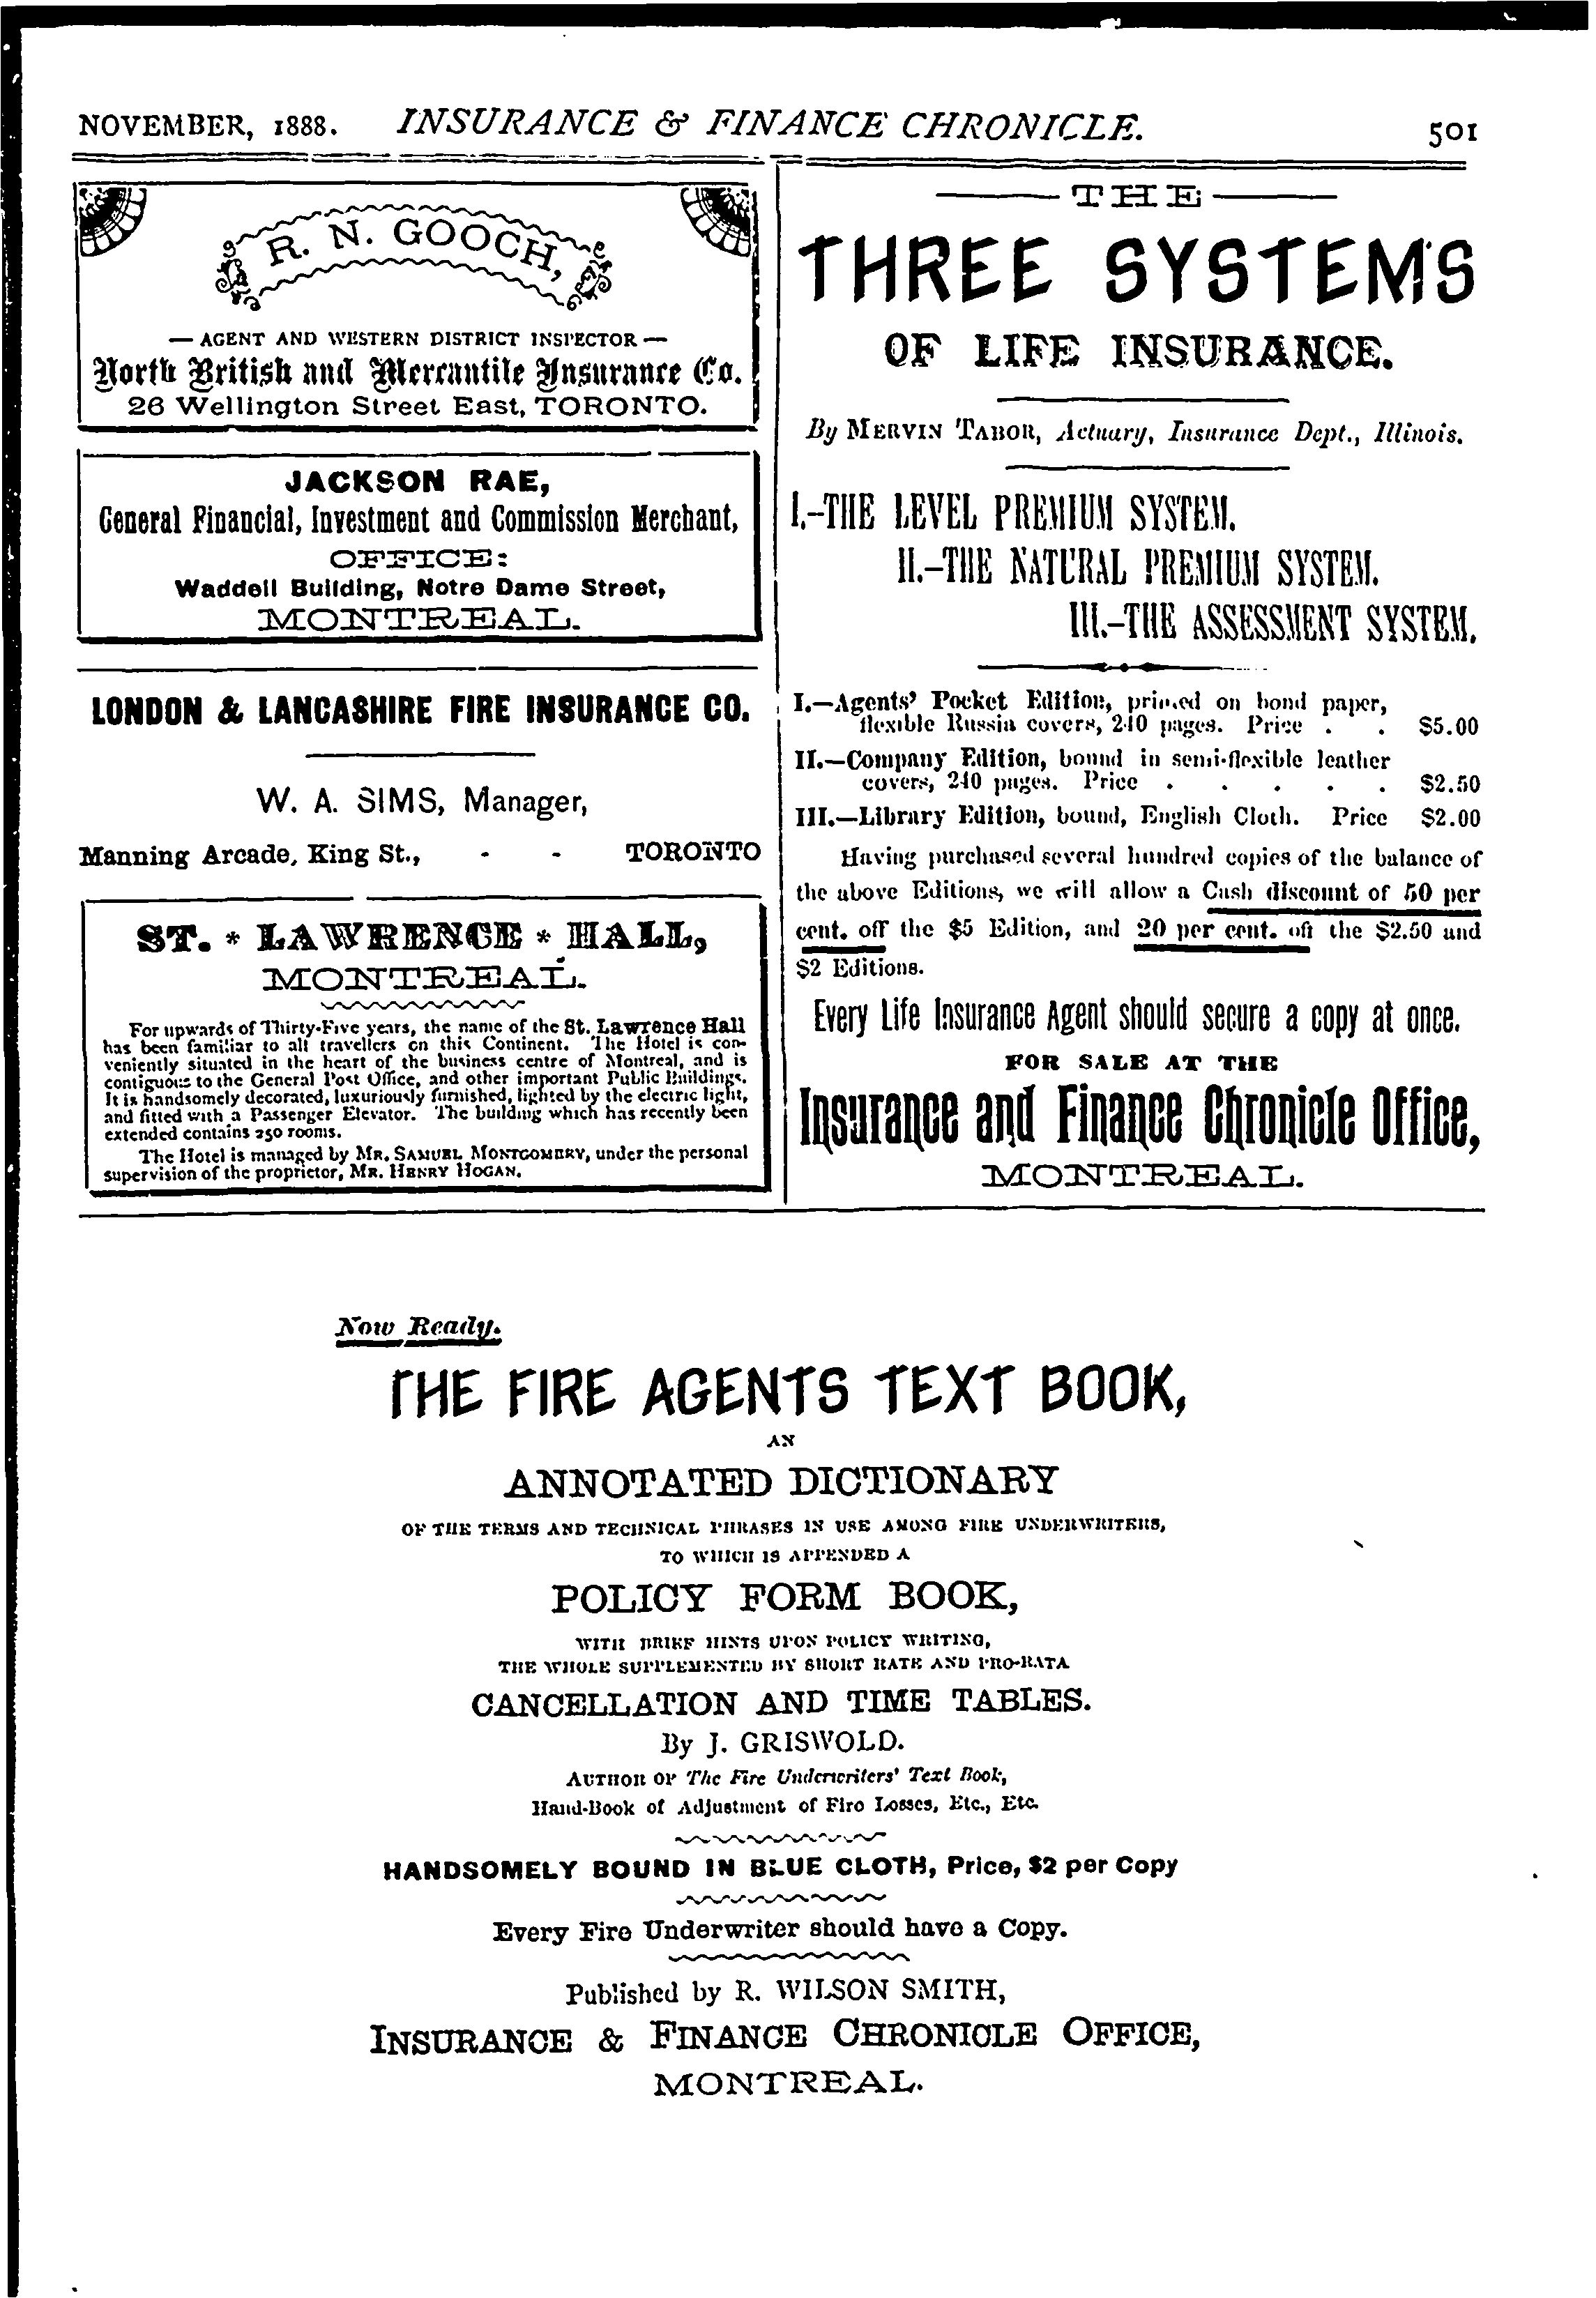 NOVEMBER, 1888. INSURANCE & FINANCE CHRONICLE. 501
R. N. GOOCH,
— AGENT AND WESTERN DISTRICT INSPECTOR —
North British and Mercantile Insurance Co.
26 Wellington Street East, TORONTO.
JACKSON RAE,
General Financial, Investment and Commission Merchant,
OFFICE:
Waddell Building, Notre Dame Street,
MONTREAL.
LONDON & LANCASHIRE FIRE INSURANCE CO.
W. A. SIMS, Manager,
Manning Arcade, King St., - - TORONTO
ST. * LAWRENCE * HALL,
MONTREAL.
For upwards of Thirty-Five years, the name of the St. Lawrence Hall
has been familiar to all travellers on this Continent. The Hotel is con-
veniently situated in the heart of the business centre of Montreal, and is
contiguous to the General Post Office, and other important Public Buildings.
It is handsomely decorated, luxuriously furnished, lighted by the electric light,
and fitted with a Passenger Elevator. The building which has recently been
extended contains 250 rooms.
The Hotel is managed by MR. SAMUEL MONTGOMERY, under the personal
supervision of the proprietor, MR. HENRY HOGAN.
THE
THREE SYSTEMS
OF LIFE INSURANCE.
By MERVIN TABOR, Actuary, Insurance Dept., Illinois.
I.-THE LEVEL PREMIUM SYSTEM.
II.-THE NATURAL PREMIUM SYSTEM.
III.-THE ASSESSMENT SYSTEM.
I.—Agents' Pocket Edition, printed on bond paper,
flexible Russia covers, 240 pages. Price . . $5.00
II.—Company Edition, bound in semi-flexible leather
covers, 240 pages. Price . . . . . $2.50
III.—Library Edition, bound, English Cloth. Price $2.00
Having purchased several hundred copies of the balance of
the above Editions, we will allow a Cash discount of 50 per
cent. off the $5 Edition, and 20 per cent. off the $2.50 and
$2 Editions.
Every Life Insurance Agent should secure a copy at once.
FOR SALE AT THE
Insurance and Finance Chronicle Office,
MONTREAL.
Now Ready.
THE FIRE AGENTS TEXT BOOK,
AN
ANNOTATED DICTIONARY
OF THE TERMS AND TECHNICAL PHRASES IN USE AMONG FIRE UNDERWRITERS,
TO WHICH IS APPENDED A
POLICY FORM BOOK,
WITH BRIEF HINTS UPON POLICY WRITING,
THE WHOLE SUPPLEMENTED BY SHORT RATE AND PRO-RATA
CANCELLATION AND TIME TABLES.
By J. GRISWOLD.
AUTHOR OF The Fire Underwriters' Text Book,
Hand-Book of Adjustment of Fire Losses, Etc., Etc.
HANDSOMELY BOUND IN BLUE CLOTH, Price, $2 per Copy
Every Fire Underwriter should have a Copy.
Published by R. WILSON SMITH,
INSURANCE & FINANCE CHRONICLE OFFICE,
MONTREAL.